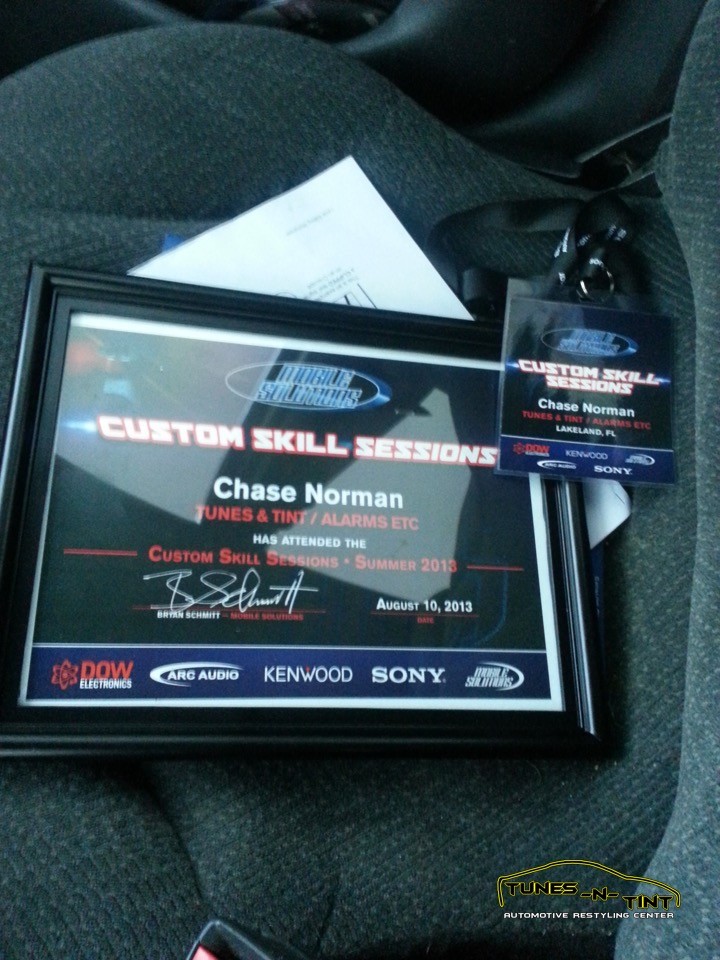 MOBILE
SOLUTIONS
CUSTOM SKILL SESSIONS
Chase Norman
TUNES & TINT / ALARMS ETC
HAS ATTENDED THE
CUSTOM SKILL SESSIONS • SUMMER 2013
BRYAN SCHMITT — MOBILE SOLUTIONS
AUGUST 10, 2013
DATE
DOW
ELECTRONICS
ARC AUDIO
KENWOOD
SONY
MOBILE
SOLUTIONS
MOBILE
SOLUTIONS
CUSTOM SKILL
SESSIONS
Chase Norman
TUNES & TINT / ALARMS ETC
LAKELAND, FL
DOW
ELECTRONICS
KENWOOD
ARC AUDIO
SONY
TUNES -N- TINT
AUTOMOTIVE RESTYLING CENTER